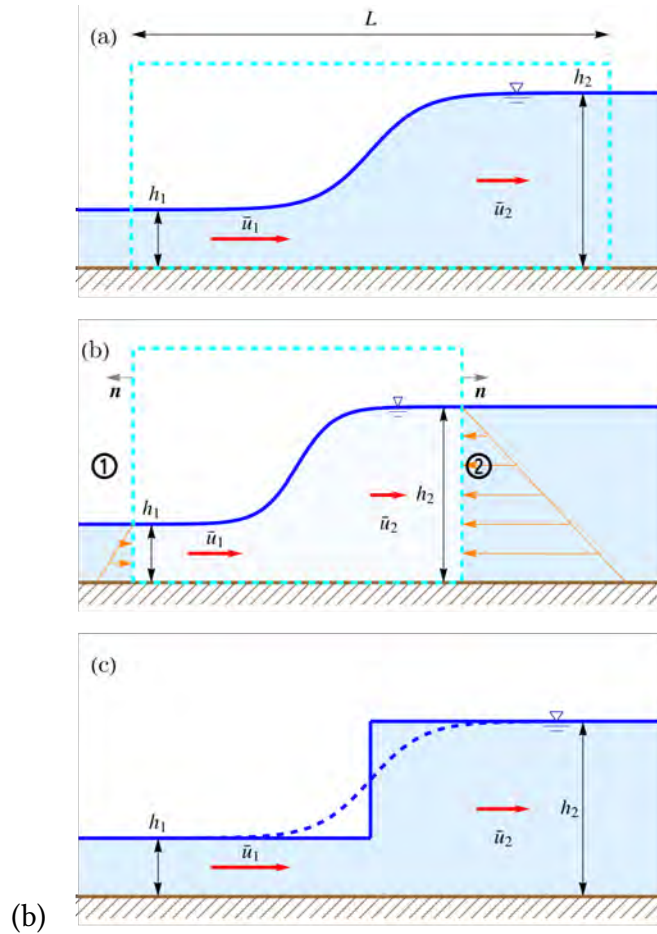 (a)
L
h₂
h₁
ū₁
ū₂
(b)
n
n
①
②
h₁
h₂
ū₁
ū₂
(c)
h₁
h₂
ū₁
ū₂
(b)